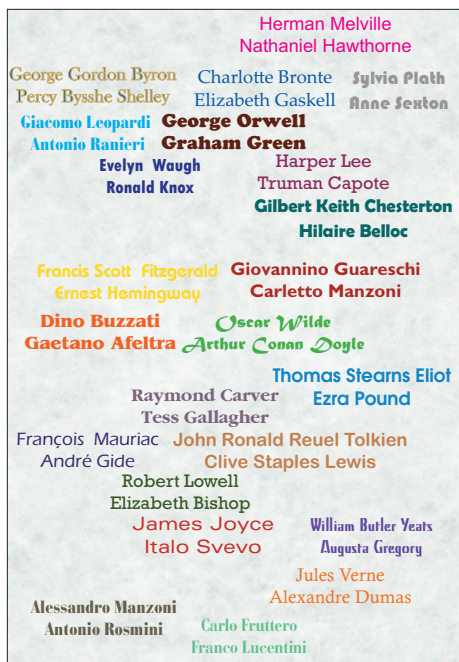 Herman Melville
Nathaniel Hawthorne
George Gordon Byron
Percy Bysshe Shelley
Charlotte Bronte
Elizabeth Gaskell
Sylvia Plath
Anne Sexton
Giacomo Leopardi
Antonio Ranieri
George Orwell
Graham Green
Evelyn Waugh
Ronald Knox
Harper Lee
Truman Capote
Gilbert Keith Chesterton
Hilaire Belloc
Francis Scott Fitzgerald
Ernest Hemingway
Giovannino Guareschi
Carletto Manzoni
Dino Buzzati
Gaetano Afeltra
Oscar Wilde
Arthur Conan Doyle
Thomas Stearns Eliot
Ezra Pound
Raymond Carver
Tess Gallagher
François Mauriac
André Gide
John Ronald Reuel Tolkien
Clive Staples Lewis
Robert Lowell
Elizabeth Bishop
James Joyce
Italo Svevo
William Butler Yeats
Augusta Gregory
Jules Verne
Alexandre Dumas
Alessandro Manzoni
Antonio Rosmini
Carlo Fruttero
Franco Lucentini